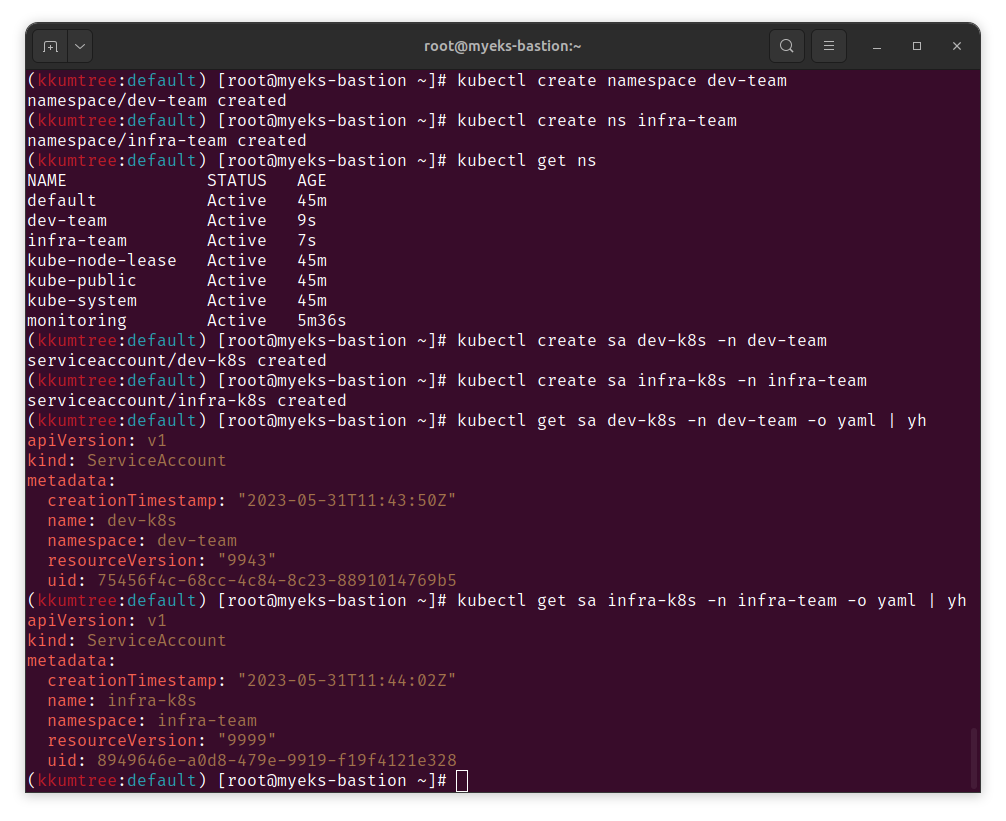 root@myeks-bastion:~
(kkumtree:default) [root@myeks-bastion ~]# kubectl create namespace dev-team
namespace/dev-team created
(kkumtree:default) [root@myeks-bastion ~]# kubectl create ns infra-team
namespace/infra-team created
(kkumtree:default) [root@myeks-bastion ~]# kubectl get ns
NAME              STATUS   AGE
default           Active   45m
dev-team          Active   9s
infra-team        Active   7s
kube-node-lease   Active   45m
kube-public       Active   45m
kube-system       Active   45m
monitoring        Active   5m36s
(kkumtree:default) [root@myeks-bastion ~]# kubectl create sa dev-k8s -n dev-team
serviceaccount/dev-k8s created
(kkumtree:default) [root@myeks-bastion ~]# kubectl create sa infra-k8s -n infra-team
serviceaccount/infra-k8s created
(kkumtree:default) [root@myeks-bastion ~]# kubectl get sa dev-k8s -n dev-team -o yaml | yh
apiVersion: v1
kind: ServiceAccount
metadata:
  creationTimestamp: "2023-05-31T11:43:50Z"
  name: dev-k8s
  namespace: dev-team
  resourceVersion: "9943"
  uid: 75456f4c-68cc-4c84-8c23-8891014769b5
(kkumtree:default) [root@myeks-bastion ~]# kubectl get sa infra-k8s -n infra-team -o yaml | yh
apiVersion: v1
kind: ServiceAccount
metadata:
  creationTimestamp: "2023-05-31T11:44:02Z"
  name: infra-k8s
  namespace: infra-team
  resourceVersion: "9999"
  uid: 8949646e-a0d8-479e-9919-f19f4121e328
(kkumtree:default) [root@myeks-bastion ~]#